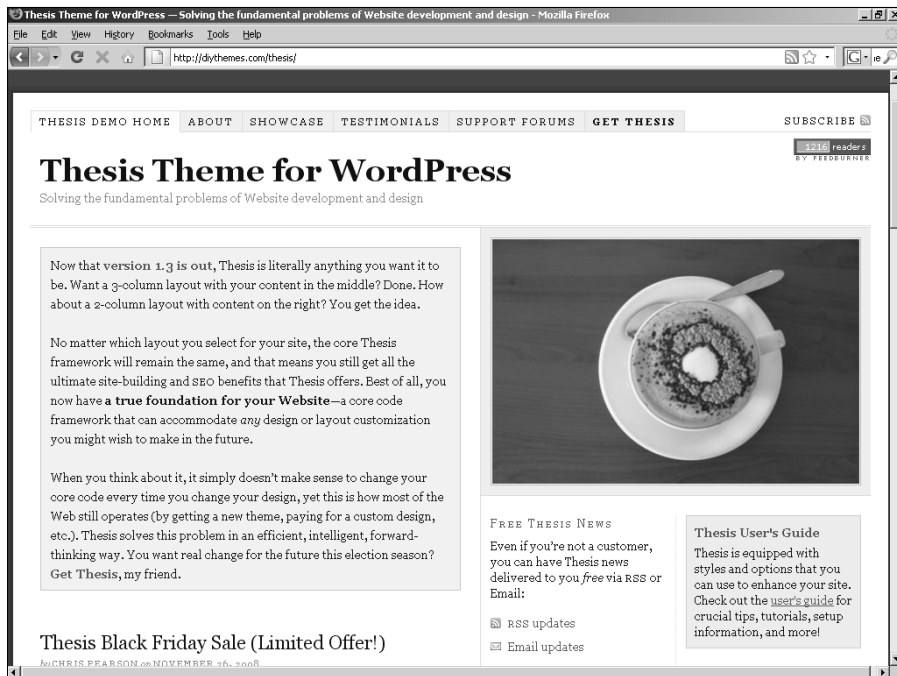 Thesis Theme for WordPress — Solving the fundamental problems of Website development and design - Mozilla Firefox
File Edit View History Bookmarks Tools Help
http://diythemes.com/thesis/
G
THESIS DEMO HOME ABOUT SHOWCASE TESTIMONIALS SUPPORT FORUMS GET THESIS SUBSCRIBE
1216 readers
BY FEEDBURNER
Thesis Theme for WordPress
Solving the fundamental problems of Website development and design
Now that version 1.3 is out, Thesis is literally anything you want it to
be. Want a 3-column layout with your content in the middle? Done. How
about a 2-column layout with content on the right? You get the idea.
No matter which layout you select for your site, the core Thesis
framework will remain the same, and that means you still get all the
ultimate site-building and SEO benefits that Thesis offers. Best of all, you
now have a true foundation for your Website—a core code
framework that can accommodate any design or layout customization
you might wish to make in the future.
When you think about it, it simply doesn't make sense to change your
core code every time you change your design, yet this is how most of the
Web still operates (by getting a new theme, paying for a custom design,
etc.). Thesis solves this problem in an efficient, intelligent, forward-
thinking way. You want real change for the future this election season?
Get Thesis, my friend.
Thesis Black Friday Sale (Limited Offer!)
by CHRIS PEARSON on NOVEMBER 26, 2008
FREE THESIS NEWS
Even if you're not a customer,
you can have Thesis news
delivered to you free via RSS or
Email:
RSS updates
Email updates
Thesis User's Guide
Thesis is equipped with
styles and options that you
can use to enhance your site.
Check out the user's guide for
crucial tips, tutorials, setup
information, and more!